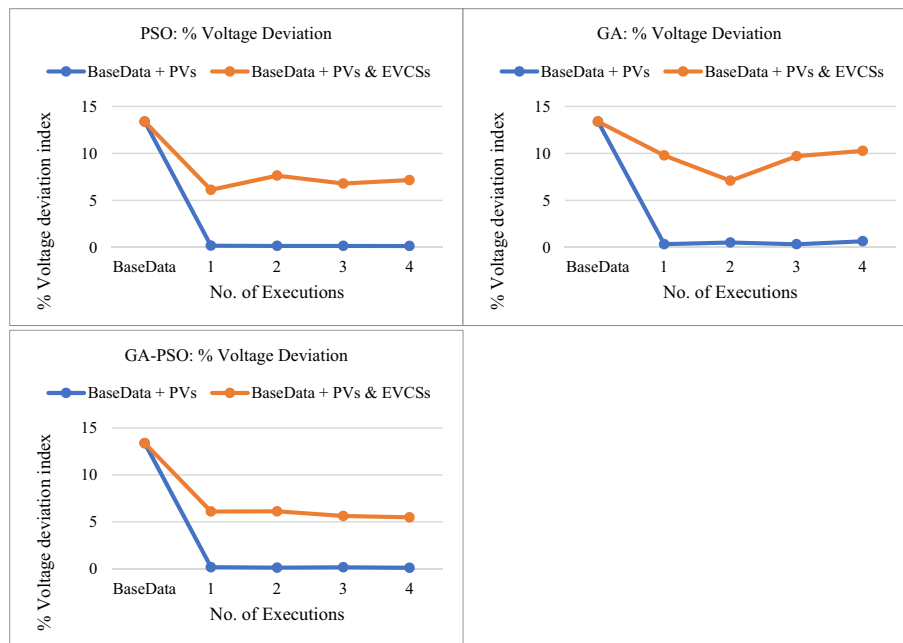 PSO: % Voltage Deviation
BaseData + PVs BaseData + PVs & EVCSs
% Voltage deviation index
15
10
5
0
BaseData 1 2 3 4
No. of Executions
GA: % Voltage Deviation
BaseData + PVs BaseData + PVs & EVCSs
% Voltage deviation index
15
10
5
0
BaseData 1 2 3 4
No. of Executions
GA-PSO: % Voltage Deviation
BaseData + PVs BaseData + PVs & EVCSs
% Voltage deviation index
15
10
5
0
BaseData 1 2 3 4
No. of Executions